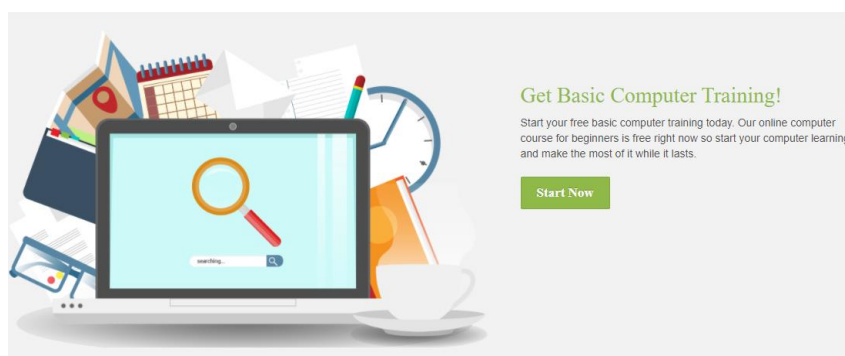 Get Basic Computer Training!
Start your free basic computer training today. Our online computer
course for beginners is free right now so start your computer learning
and make the most of it while it lasts.
Start Now
searching...